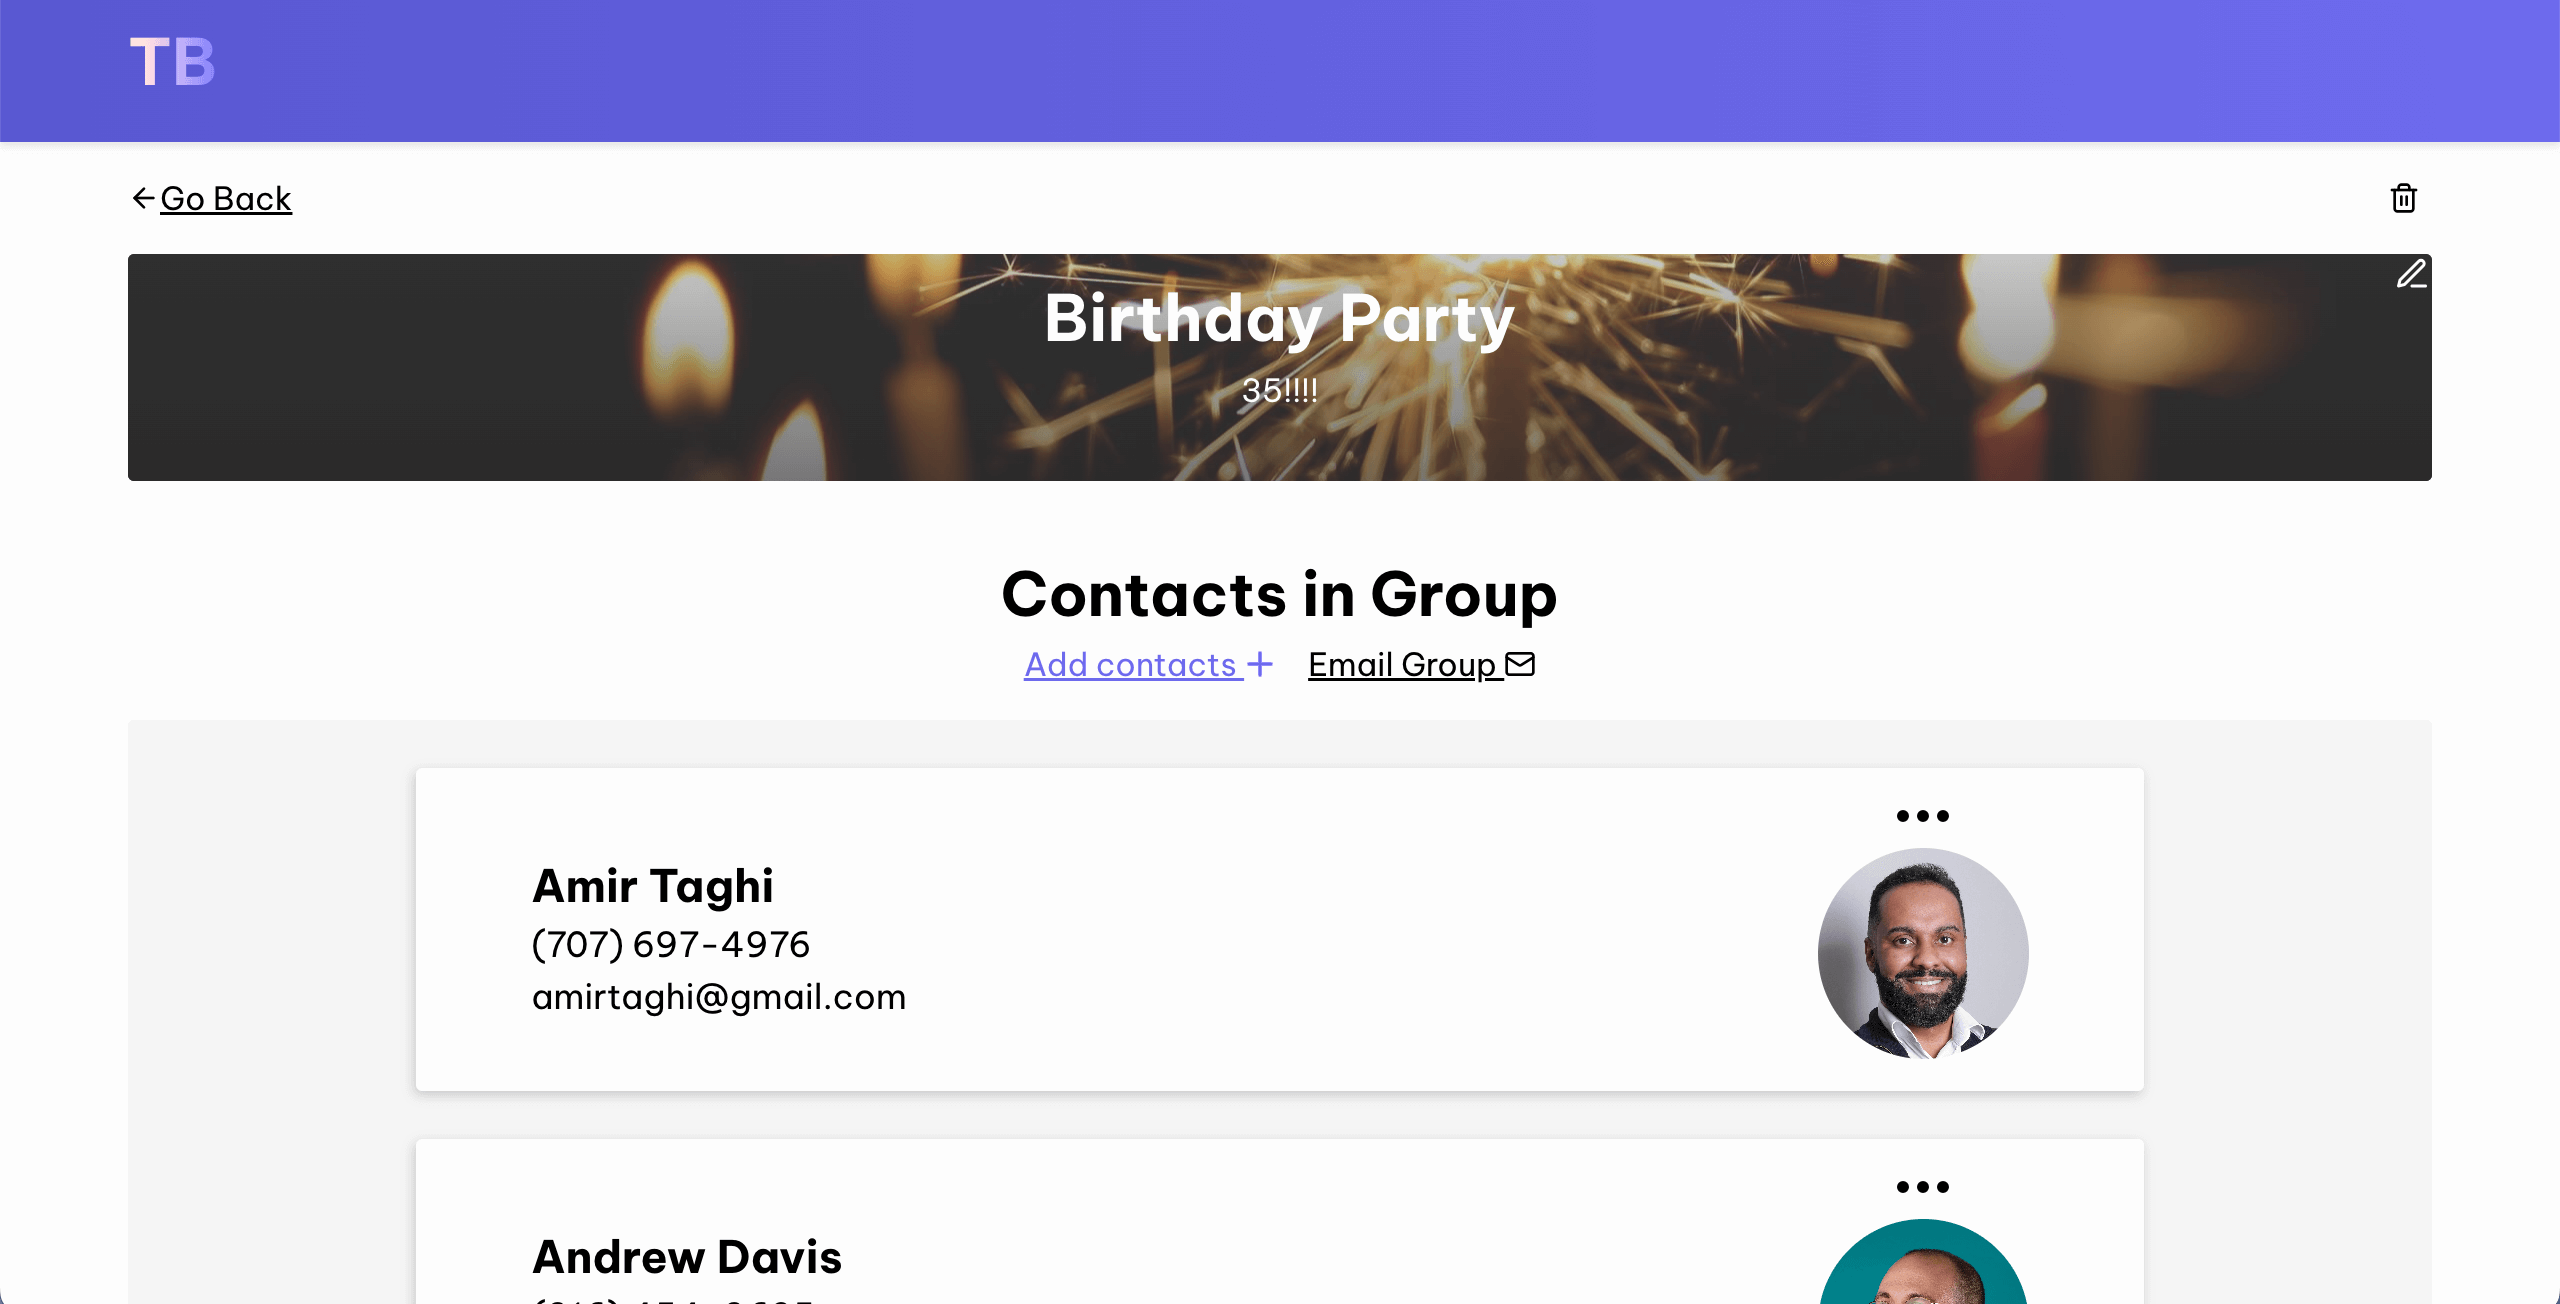 TB
Go Back
Birthday Party
35!!!!
Contacts in Group
Add contacts
Email Group
Amir Taghi
(707) 697-4976
amirtaghi@gmail.com
Andrew Davis